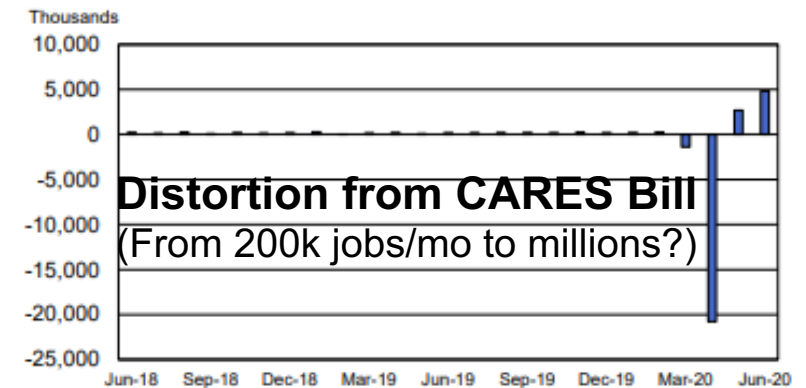 Thousands
10,000
5,000
0
-5,000
Distortion from CARES Bill
-10,000
(From 200k jobs/mo to millions?)
-15,000
-20,000
-25,000
Jun-18 Sep-18 Dec-18 Mar-19 Jun-19 Sep-19 Dec-19 Mar-20 Jun-20